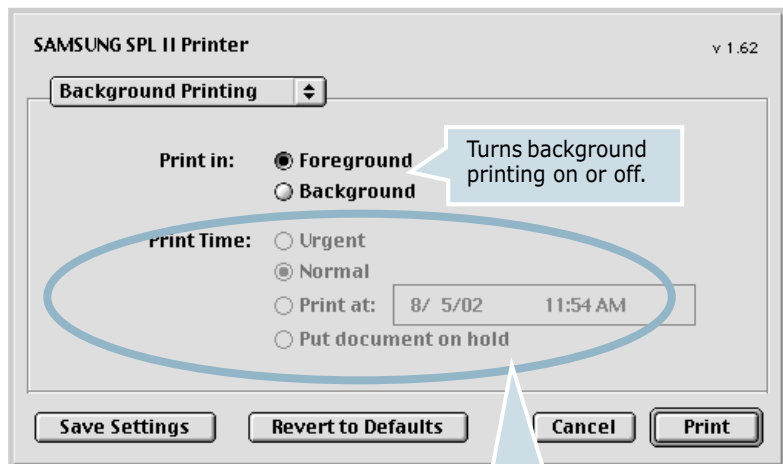 SAMSUNG SPL II Printer
v 1.62
Background Printing
Print in:
Foreground
Background
Turns background
printing on or off.
Print Time:
Urgent
Normal
Print at:
8/ 5/02 11:54 AM
Put document on hold
Save Settings
Revert to Defaults
Cancel
Print